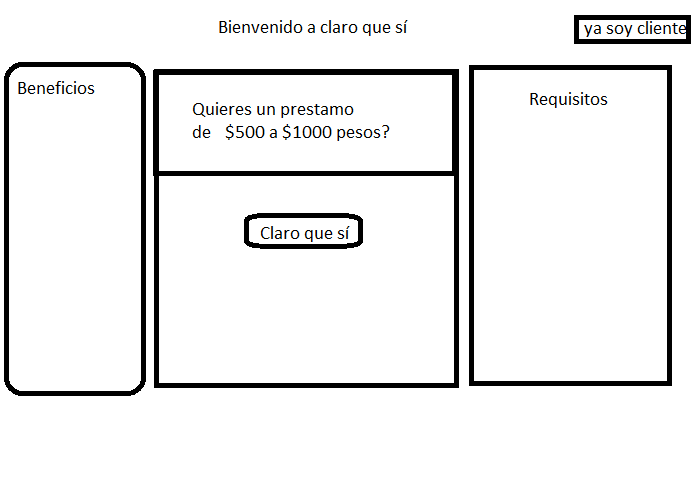 Bienvenido a claro que sí
ya soy cliente
Beneficios
Quieres un prestamo
de $500 a $1000 pesos?
Claro que sí
Requisitos